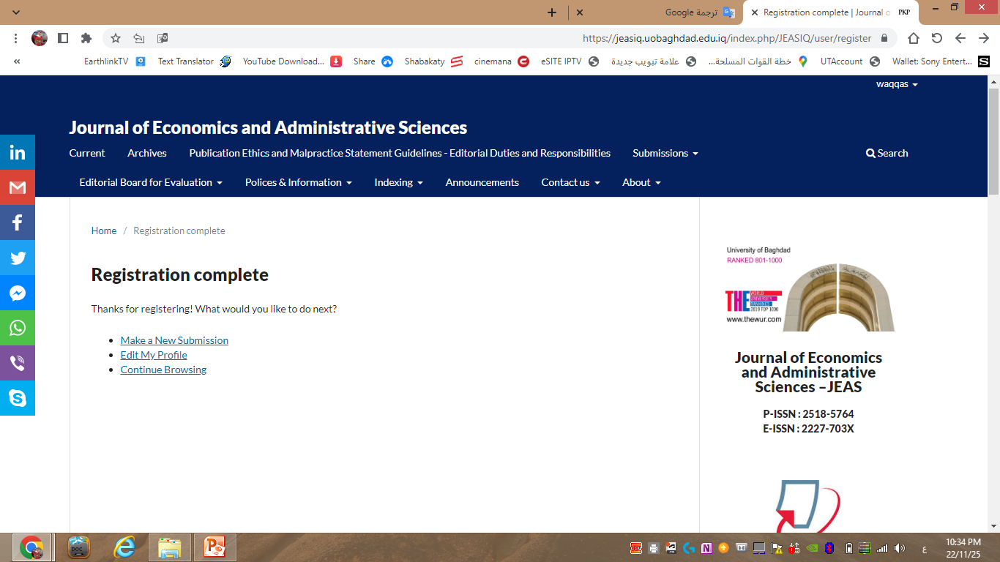 ترجمة Google
Registration complete | Journal o
PKP
https://jeasiq.uobaghdad.edu.iq/index.php/JEASIQ/user/register
«
EarthlinkTV
Text Translator
YouTube Download...
Share
Shabakaty
cinemana
eSITE IPTV
علامة تبويب جديدة
خطة القوات المسلحة...
UTAccount
Wallet: Sony Entert...
waqqas
Journal of Economics and Administrative Sciences
Current Archives Publication Ethics and Malpractice Statement Guidelines - Editorial Duties and Responsibilities Submissions Search
Editorial Board for Evaluation Polices & Information Indexing Announcements Contact us About
Home / Registration complete
Registration complete
Thanks for registering! What would you like to do next?
Make a New Submission
Edit My Profile
Continue Browsing
University of Baghdad
RANKED 801-1000
THE WORLD
UNIVERSITY
RANKINGS
2019 TOP 1000
www.thewur.com
Journal of Economics
and Administrative
Sciences –JEAS
P-ISSN : 2518-5764
E-ISSN : 2227-703X
DOC
ع
10:34 PM
22/11/25